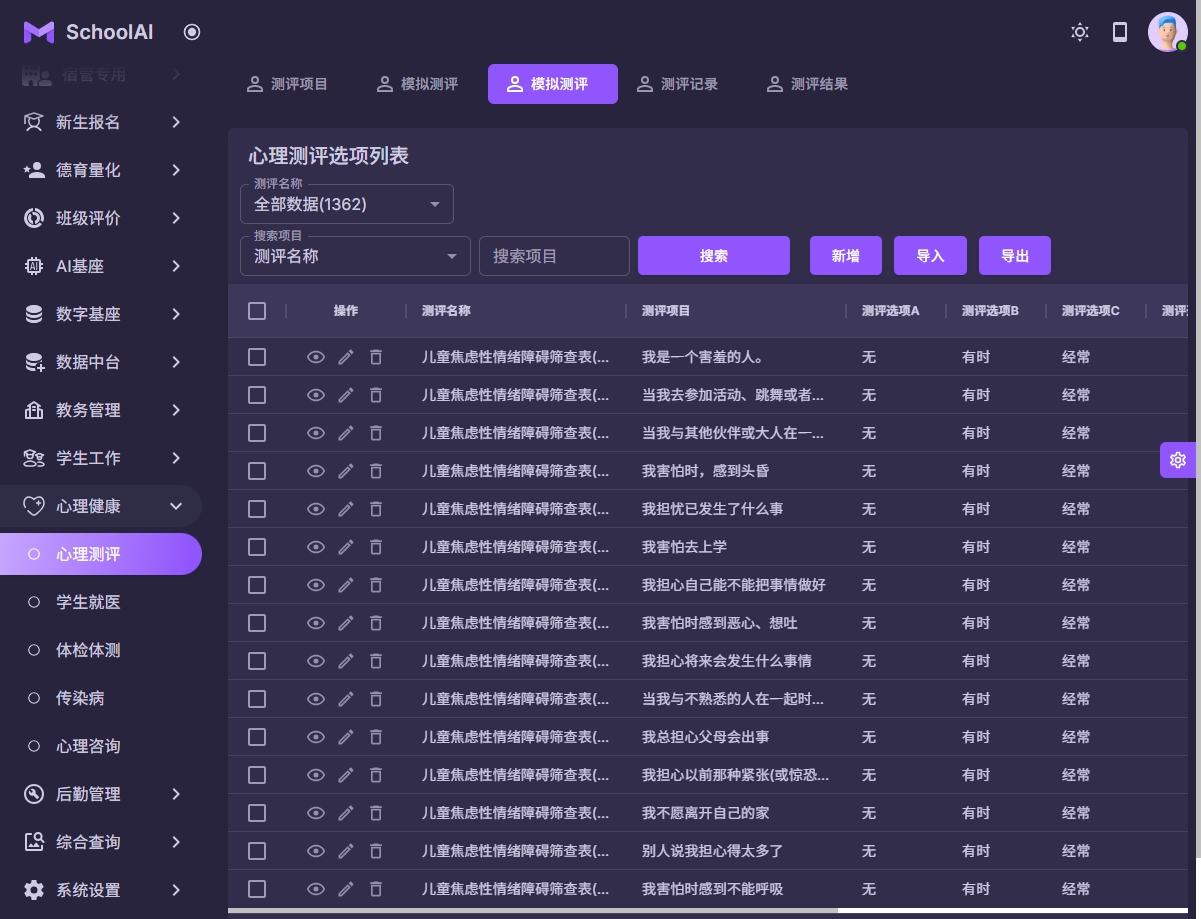 SchoolAI
宿管专用
新生报名
德育量化
班级评价
AI基座
数字基座
数据中台
教务管理
学生工作
心理健康
心理测评
学生就医
体检体测
传染病
心理咨询
后勤管理
综合查询
系统设置
测评项目 模拟测评 模拟测评 测评记录 测评结果
心理测评选项列表
测评名称
全部数据(1362)
搜索项目
测评名称 搜索项目 搜索 新增 导入 导出
操作 测评名称 测评项目 测评选项A 测评选项B 测评选项C 测评
儿童焦虑性情绪障碍筛查表(... 我是一个害羞的人。 无 有时 经常
儿童焦虑性情绪障碍筛查表(... 当我去参加活动、跳舞或者... 无 有时 经常
儿童焦虑性情绪障碍筛查表(... 当我与其他伙伴或大人在一... 无 有时 经常
儿童焦虑性情绪障碍筛查表(... 我害怕时，感到头昏 无 有时 经常
儿童焦虑性情绪障碍筛查表(... 我担忧已发生了什么事 无 有时 经常
儿童焦虑性情绪障碍筛查表(... 我害怕去上学 无 有时 经常
儿童焦虑性情绪障碍筛查表(... 我担心自己能不能把事情做好 无 有时 经常
儿童焦虑性情绪障碍筛查表(... 我害怕时感到恶心、想吐 无 有时 经常
儿童焦虑性情绪障碍筛查表(... 我担心将来会发生什么事情 无 有时 经常
儿童焦虑性情绪障碍筛查表(... 当我与不熟悉的人在一起时... 无 有时 经常
儿童焦虑性情绪障碍筛查表(... 我总担心父母会出事 无 有时 经常
儿童焦虑性情绪障碍筛查表(... 我担心以前那种紧张(或惊恐... 无 有时 经常
儿童焦虑性情绪障碍筛查表(... 我不愿离开自己的家 无 有时 经常
儿童焦虑性情绪障碍筛查表(... 别人说我担心得太多了 无 有时 经常
儿童焦虑性情绪障碍筛查表(... 我害怕时感到不能呼吸 无 有时 经常